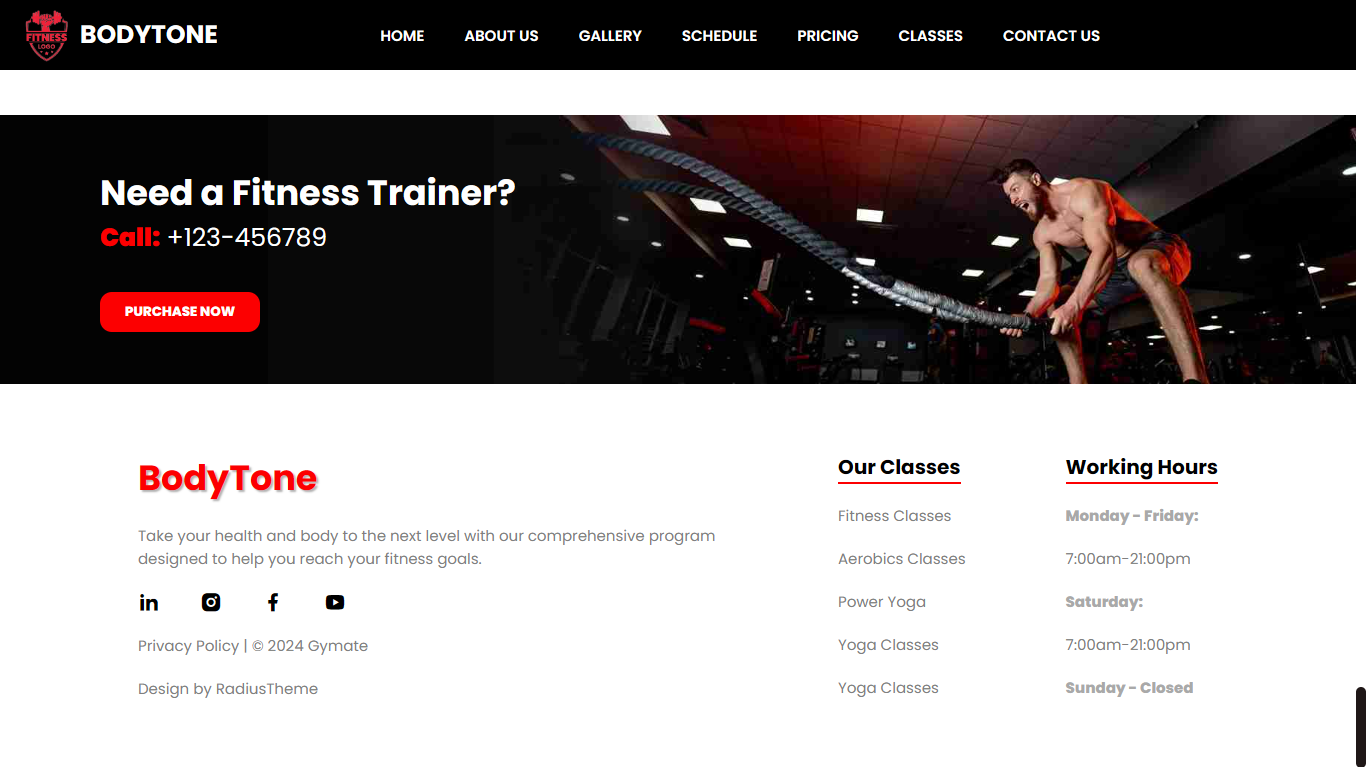 FITNESS
LOGO
BODYTONE
HOME
ABOUT US
GALLERY
SCHEDULE
PRICING
CLASSES
CONTACT US
Need a Fitness Trainer?
Call: +123-456789
PURCHASE NOW
BodyTone
Take your health and body to the next level with our comprehensive program
designed to help you reach your fitness goals.
Privacy Policy | © 2024 Gymate
Design by RadiusTheme
Our Classes
Fitness Classes
Aerobics Classes
Power Yoga
Yoga Classes
Yoga Classes
Working Hours
Monday - Friday:
7:00am-21:00pm
Saturday:
7:00am-21:00pm
Sunday - Closed